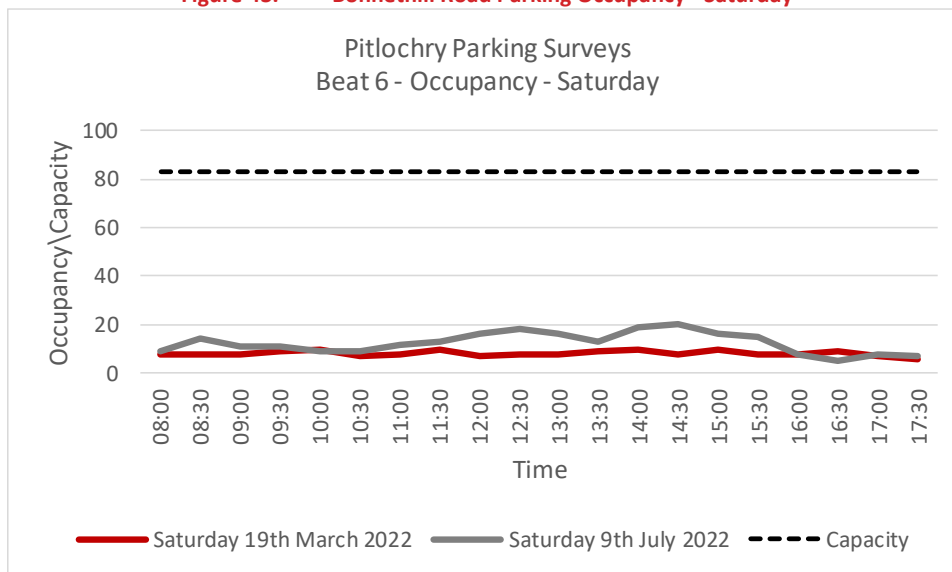 Pitlochry Parking Surveys
Beat 6 - Occupancy - Saturday
Occupancy\Capacity
100
80
60
40
20
0
08:00 08:30 09:00 09:30 10:00 10:30 11:00 11:30 12:00 12:30 13:00 13:30 14:00 14:30 15:00 15:30 16:00 16:30 17:00 17:30
Time
Saturday 19th March 2022 Saturday 9th July 2022 Capacity